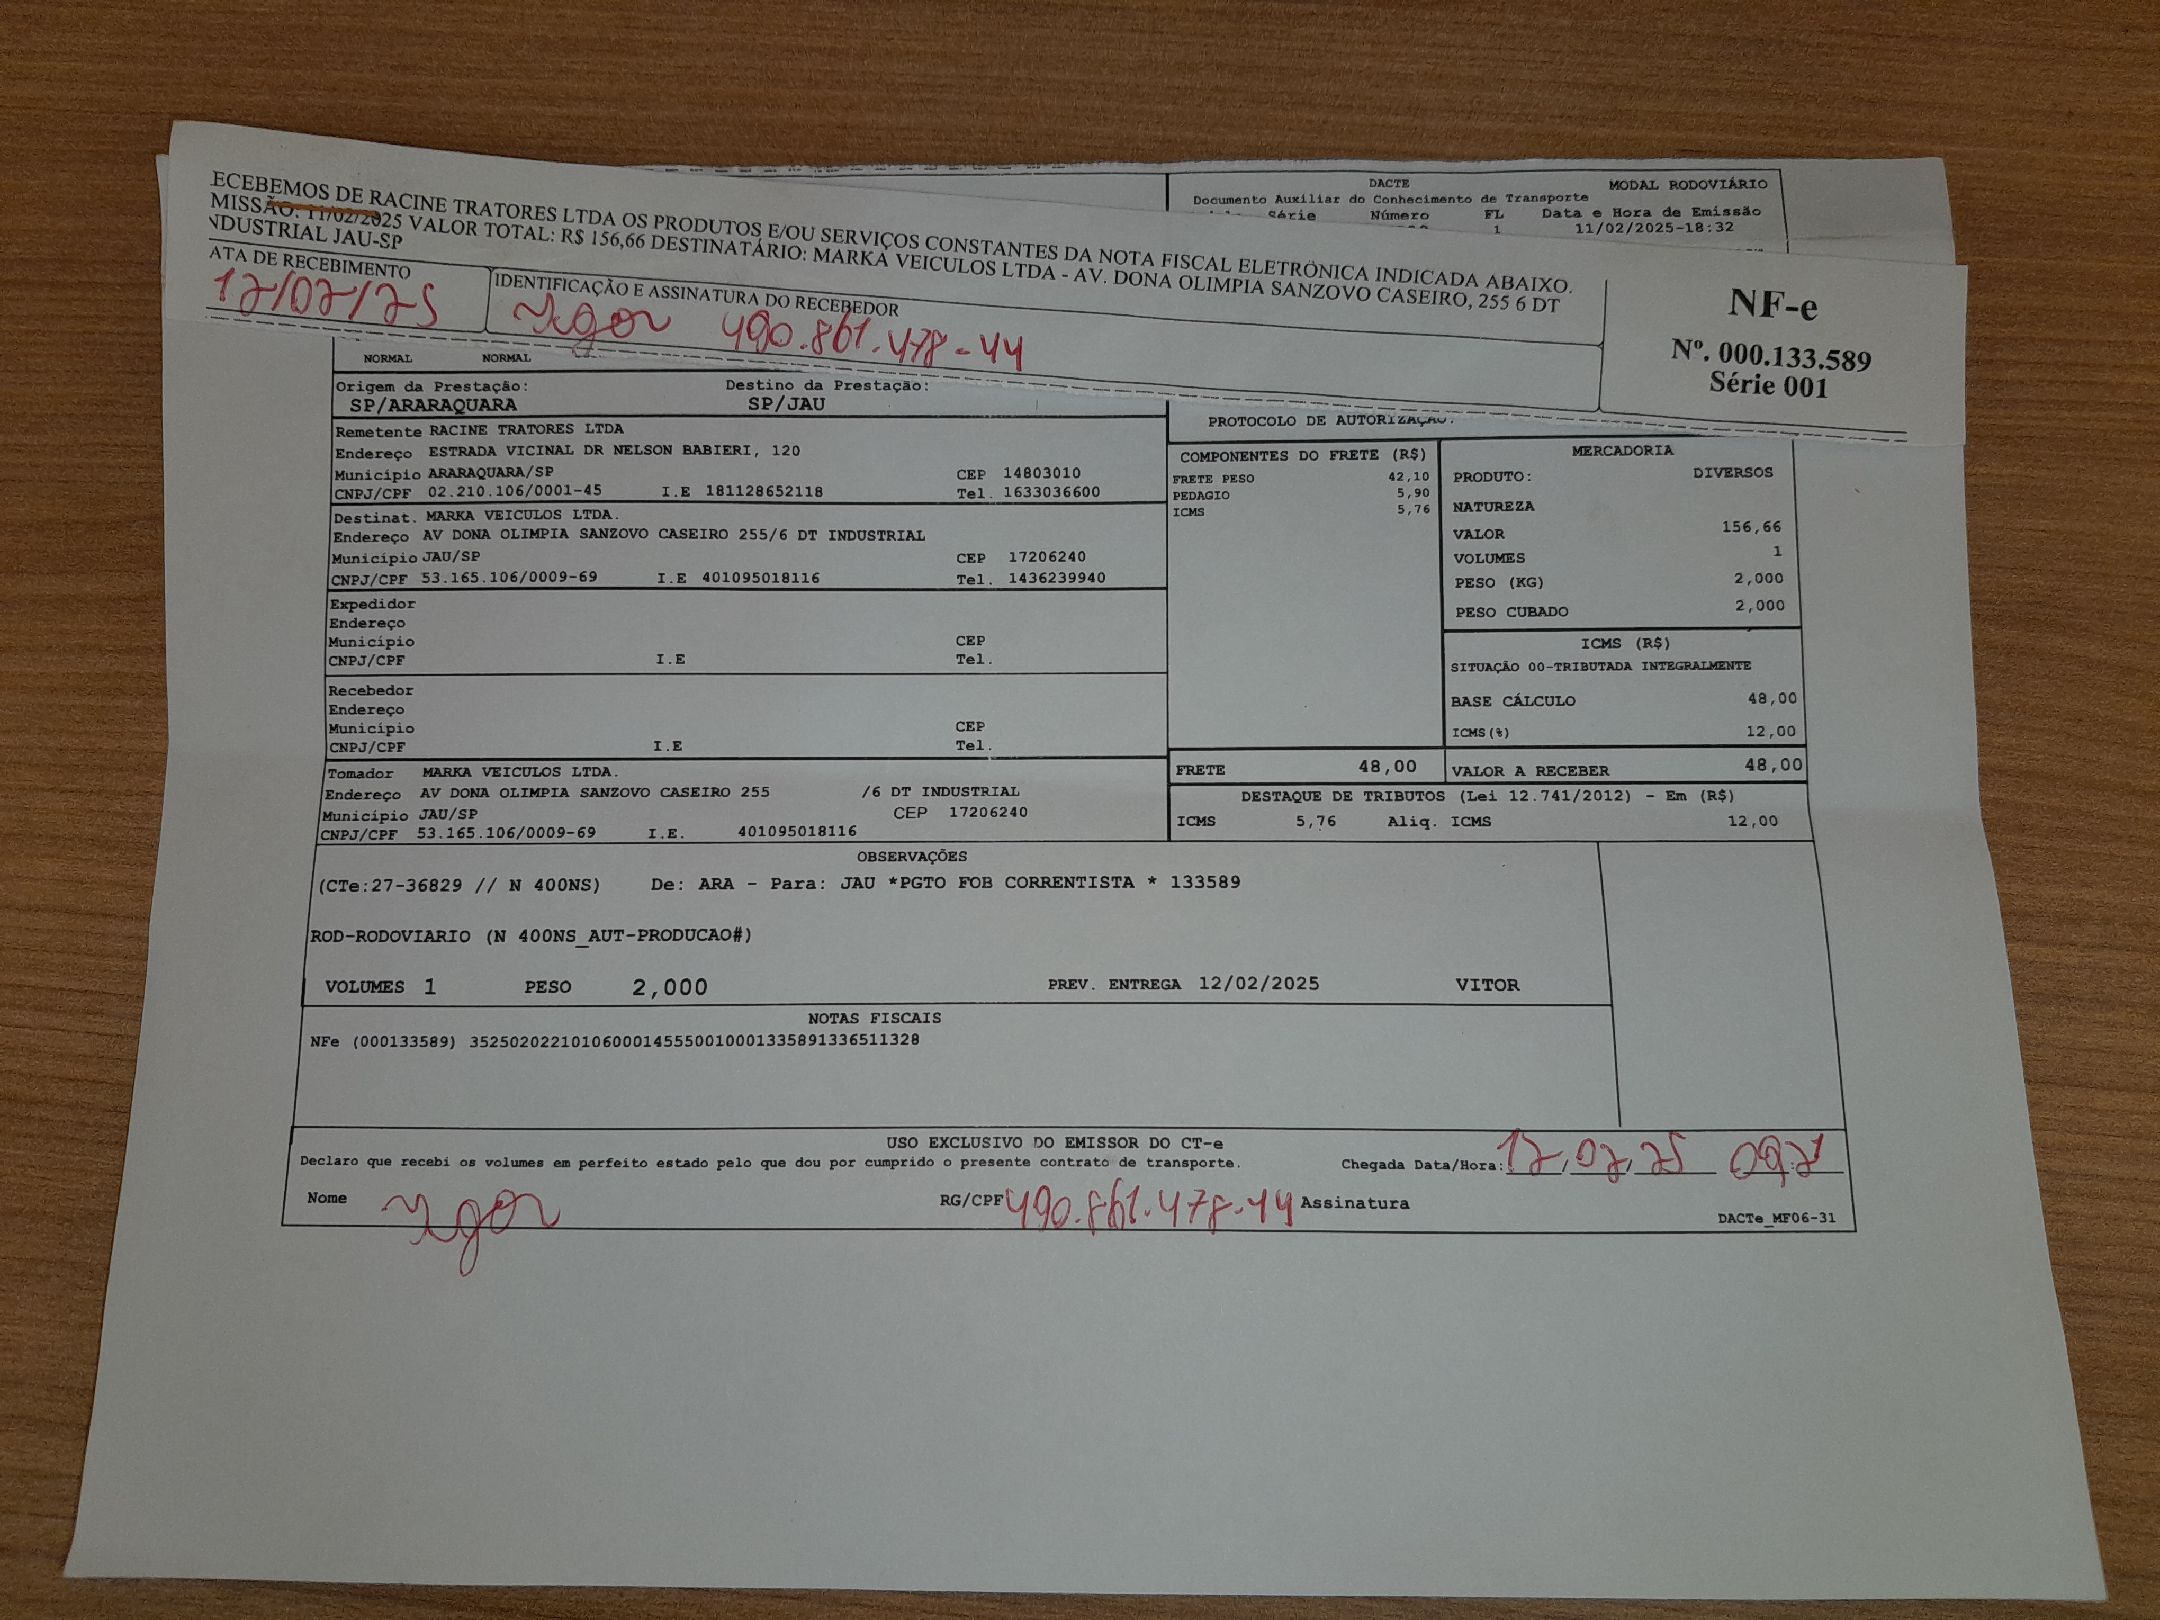 ECEBEMOS DE RACINE TRATORES LTDA OS PRODUTOS E/OU SERVIÇOS CONSTANTES DA NOTA FISCAL ELETRÔNICA INDICADA ABAIXO.
MISSÃO: 11/02/2025 VALOR TOTAL: R$ 156,66 DESTINATÁRIO: MARKA VEICULOS LTDA - AV. DONA OLIMPIA SANZOVO CASEIRO, 255 6 DT
NDUSTRIAL JAU-SP
ATA DE RECEBIMENTO
12/02/25
IDENTIFICAÇÃO E ASSINATURA DO RECEBEDOR
Igor 490.861.478-44
NF-e
Nº. 000.133.589
Série 001
DACTE MODAL RODOVIÁRIO
Documento Auxiliar do Conhecimento de Transporte
Série Número FL Data e Hora de Emissão
1 11/02/2025-18:32
NORMAL NORMAL
Origem da Prestação: Destino da Prestação:
SP/ARARAQUARA SP/JAU
PROTOCOLO DE AUTORIZAÇÃO:
Remetente RACINE TRATORES LTDA
Endereço ESTRADA VICINAL DR NELSON BABIERI, 120
Município ARARAQUARA/SP CEP 14803010
CNPJ/CPF 02.210.106/0001-45 I.E 181128652118 Tel. 1633036600
Destinat. MARKA VEICULOS LTDA.
Endereço AV DONA OLIMPIA SANZOVO CASEIRO 255/6 DT INDUSTRIAL
Município JAU/SP CEP 17206240
CNPJ/CPF 53.165.106/0009-69 I.E 401095018116 Tel. 1436239940
Expedidor
Endereço
Município CEP
CNPJ/CPF I.E Tel.
Recebedor
Endereço
Município CEP
CNPJ/CPF I.E Tel.
Tomador MARKA VEICULOS LTDA.
Endereço AV DONA OLIMPIA SANZOVO CASEIRO 255 /6 DT INDUSTRIAL
Município JAU/SP CEP 17206240
CNPJ/CPF 53.165.106/0009-69 I.E. 401095018116
COMPONENTES DO FRETE (R$)
FRETE PESO 42,10
PEDAGIO 5,90
ICMS 5,76
MERCADORIA
PRODUTO: DIVERSOS
NATUREZA
VALOR 156,66
VOLUMES 1
PESO (KG) 2,000
PESO CUBADO 2,000
ICMS (R$)
SITUAÇÃO 00-TRIBUTADA INTEGRALMENTE
BASE CÁLCULO 48,00
ICMS(%) 12,00
FRETE 48,00 VALOR A RECEBER 48,00
DESTAQUE DE TRIBUTOS (Lei 12.741/2012) - Em (R$)
ICMS 5,76 Aliq. ICMS 12,00
OBSERVAÇÕES
(CTe:27-36829 // N 400NS) De: ARA - Para: JAU *PGTO FOB CORRENTISTA * 133589
ROD-RODOVIARIO (N 400NS_AUT-PRODUCAO#)
VOLUMES 1 PESO 2,000 PREV. ENTREGA 12/02/2025 VITOR
NOTAS FISCAIS
NFe (000133589) 35250202210106000145550010001335891336511328
USO EXCLUSIVO DO EMISSOR DO CT-e
Declaro que recebi os volumes em perfeito estado pelo que dou por cumprido o presente contrato de transporte. Chegada Data/Hora: 12,02,25
Nome Igor RG/CPF 490.861.478-44 Assinatura
DACTe_MF06-31